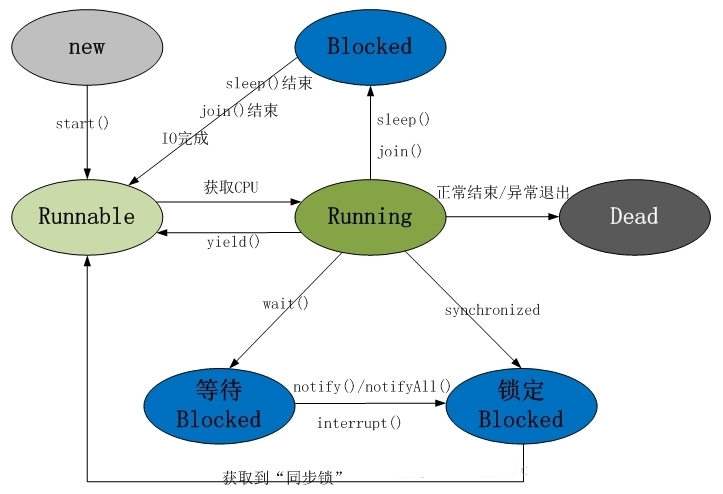 new
Blocked
sleep()结束
join()结束
IO完成
start()
sleep()
join()
获取CPU
正常结束/异常退出
Runnable
Running
Dead
yield()
wait()
synchronized
等待
Blocked
notify()/notifyAll()
interrupt()
锁定
Blocked
获取到“同步锁”